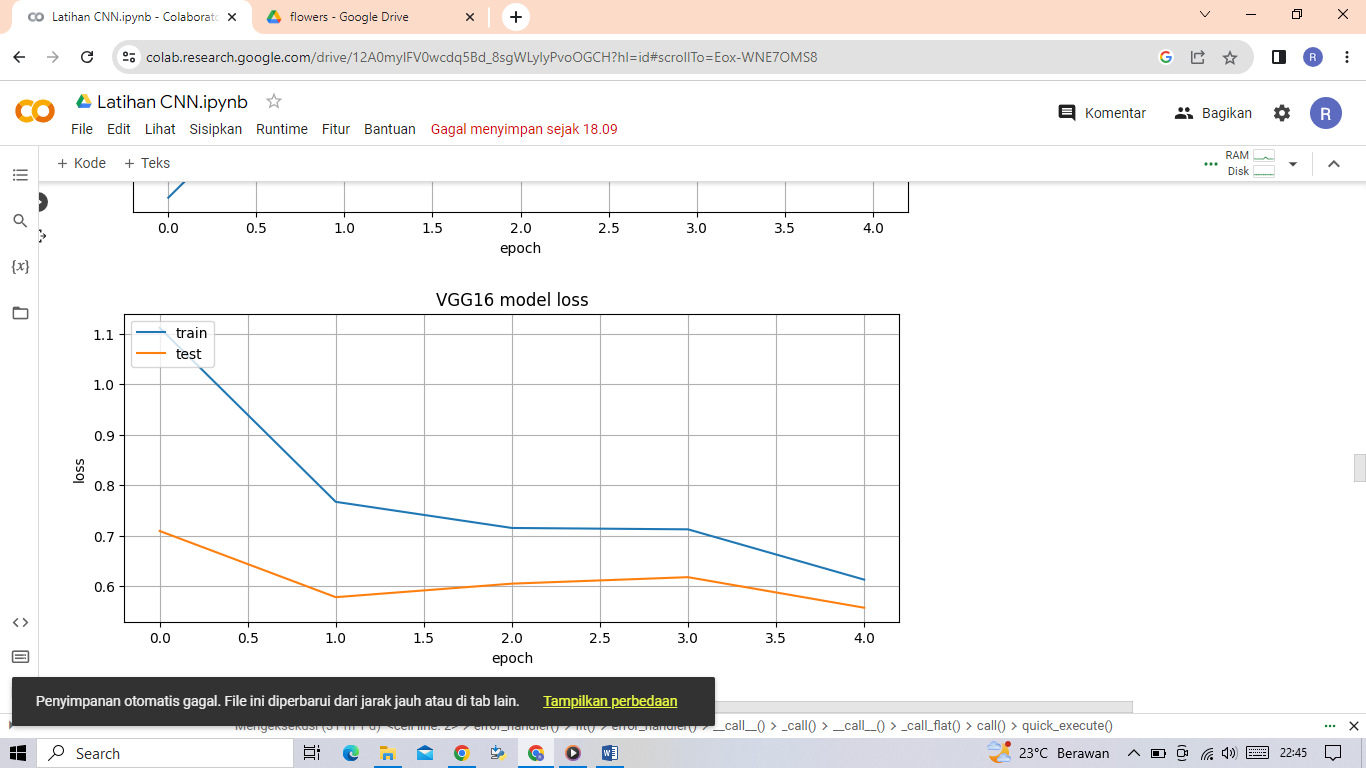 Latihan CNN.ipynb - Colaborato
flowers - Google Drive
colab.research.google.com/drive/12A0mylFV0wcdq5Bd_8sgWLylyPvoOGCH?hl=id#scrollTo=Eox-WNE7OMS8
R
Latihan CNN.ipynb
File Edit Lihat Sisipkan Runtime Fitur Bantuan Gagal menyimpan sejak 18.09
Komentar Bagikan R
+ Kode + Teks
RAM
Disk
0.0 0.5 1.0 1.5 2.0 2.5 3.0 3.5 4.0
epoch
{x}
VGG16 model loss
train
test
1.1
1.0
0.9
0.8
0.7
0.6
loss
0.0 0.5 1.0 1.5 2.0 2.5 3.0 3.5 4.0
epoch
Penyimpanan otomatis gagal. File ini diperbarui dari jarak jauh atau di tab lain. Tampilkan perbedaan
Mengeksekusi <cell line: 2> > error_handler() > fit() > error_handler() > __call__() > _call() > __call__() > _call_flat() > call() > quick_execute()
Search
23°C Berawan
22:45